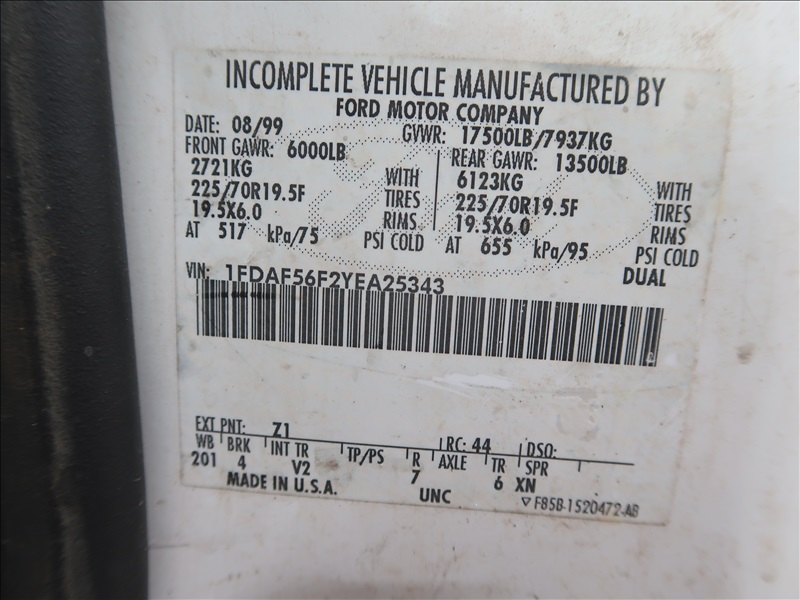 INCOMPLETE VEHICLE MANUFACTURED BY
FORD MOTOR COMPANY
DATE: 08/99 GVWR: 17500LB/7937KG
FRONT GAWR: 6000LB REAR GAWR: 13500LB
2721KG WITH 6123KG WITH
225/70R19.5F TIRES 225/70R19.5F TIRES
19.5X6.0 RIMS 19.5X6.0 RIMS
AT 517 kPa/75 PSI COLD AT 655 kPa/95 PSI COLD
DUAL
VIN: 1FDAF56F2YEA25343
EXT PNT: Z1 RC: 44 DSO:
WB BRK INT TR TP/PS R AXLE TR SPR
201 4 V2 7 6 XN
MADE IN U.S.A. UNC
▽ F85B-1520472-AB